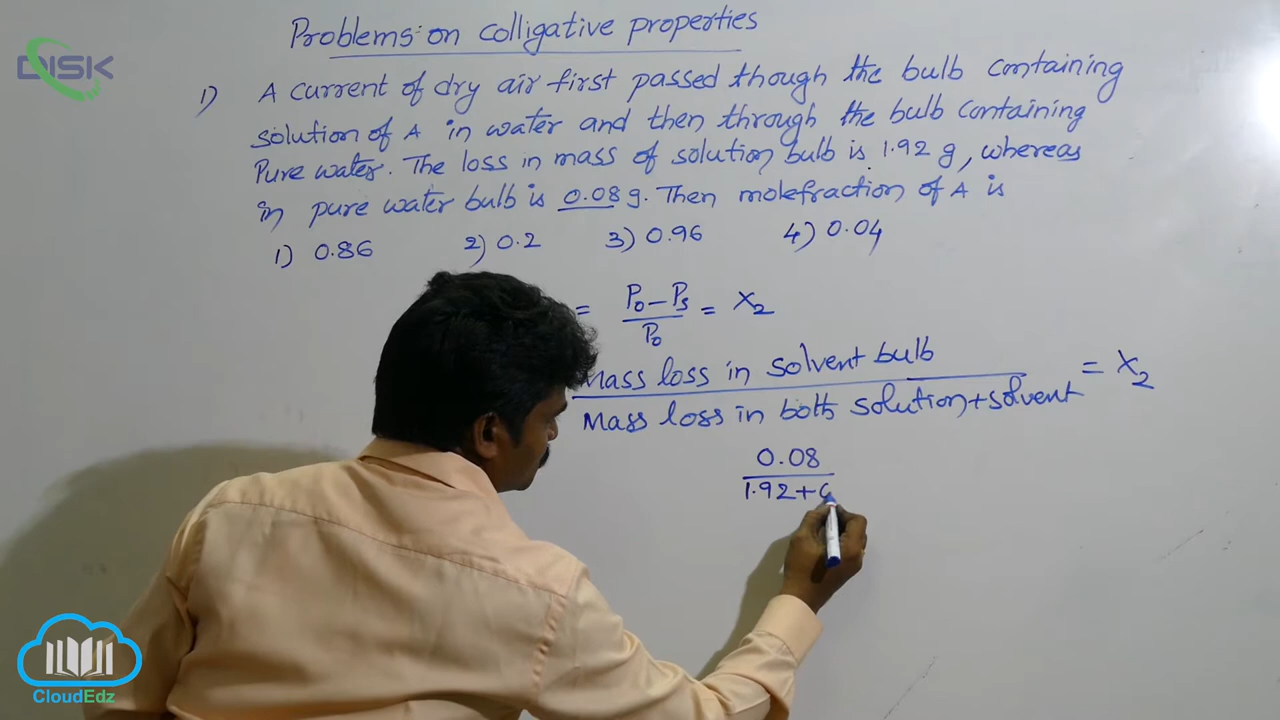 DISK
Problems on colligative properties
1) A current of dry air first passed though the bulb containing
solution of A in water and then through the bulb containing
Pure water. The loss in mass of solution bulb is 1.92 g, whereas
in pure water bulb is 0.08 g. Then molefraction of A is
1) 0.86 2) 0.2 3) 0.96 4) 0.04
= P₀ - Ps / P₀ = X₂
Mass loss in solvent bulb / Mass loss in both solution + solvent = X₂
0.08
1.92 +
CloudEdz